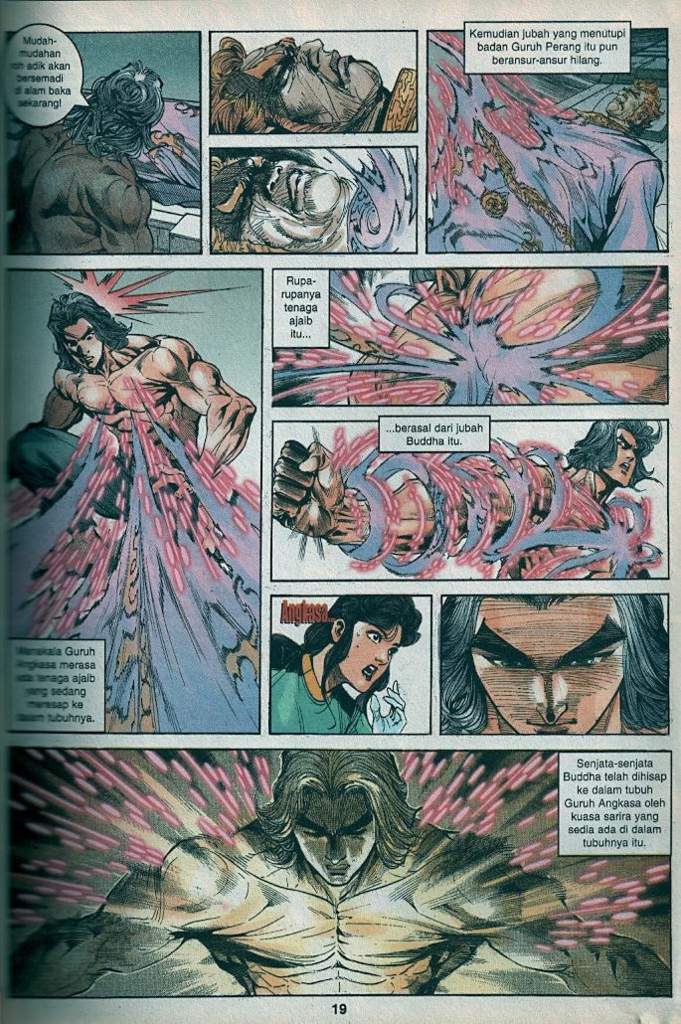 Mudah-
mudahan
roh adik akan
bersemadi
di alam baka
sekarang!
Kemudian jubah yang menutupi
badan Guruh Perang itu pun
beransur-ansur hilang.
Rupa-
rupanya
tenaga
ajaib
itu...
...berasal dari jubah
Buddha itu.
Manakala Guruh
Angkasa merasa
ada tenaga ajaib
yang sedang
meresap ke
dalam tubuhnya.
Angkasa...
Senjata-senjata
Buddha telah dihisap
ke dalam tubuh
Guruh Angkasa oleh
kuasa sarira yang
sedia ada di dalam
tubuhnya itu.
19